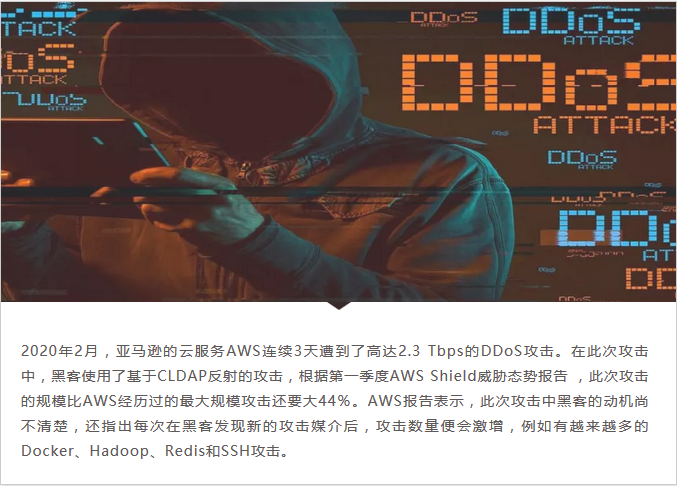 DDoS
ATTACK
DDoS
ATTACK
ATTACK
DDoS
ATTACK
DDoS
ATTACK
DDoS
ATTACK
DDoS
ATTACK
DDoS
DDo
AT
DD
2020年2月，亚马逊的云服务AWS连续3天遭到了高达2.3 Tbps的DDoS攻击。在此次攻击
中，黑客使用了基于CLDAP反射的攻击，根据第一季度AWS Shield威胁态势报告 ，此次攻击
的规模比AWS经历过的最大规模攻击还要大44%。AWS报告表示，此次攻击中黑客的动机尚
不清楚，还指出每次在黑客发现新的攻击媒介后，攻击数量便会激增，例如有越来越多的
Docker、Hadoop、Redis和SSH攻击。